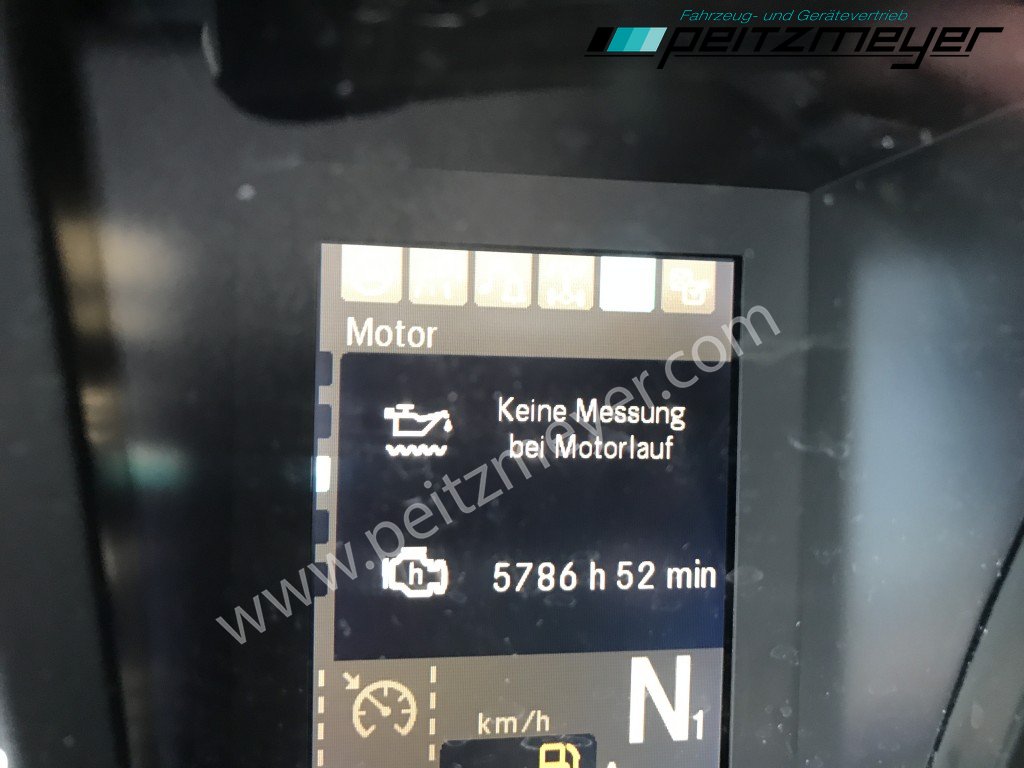 Fahrzeug- und Gerätevertrieb
peitzmeyer
Motor
Keine Messung
bei Motorlauf
www.peitzmeyer.com
h
5786 h 52 min
km/h
N1